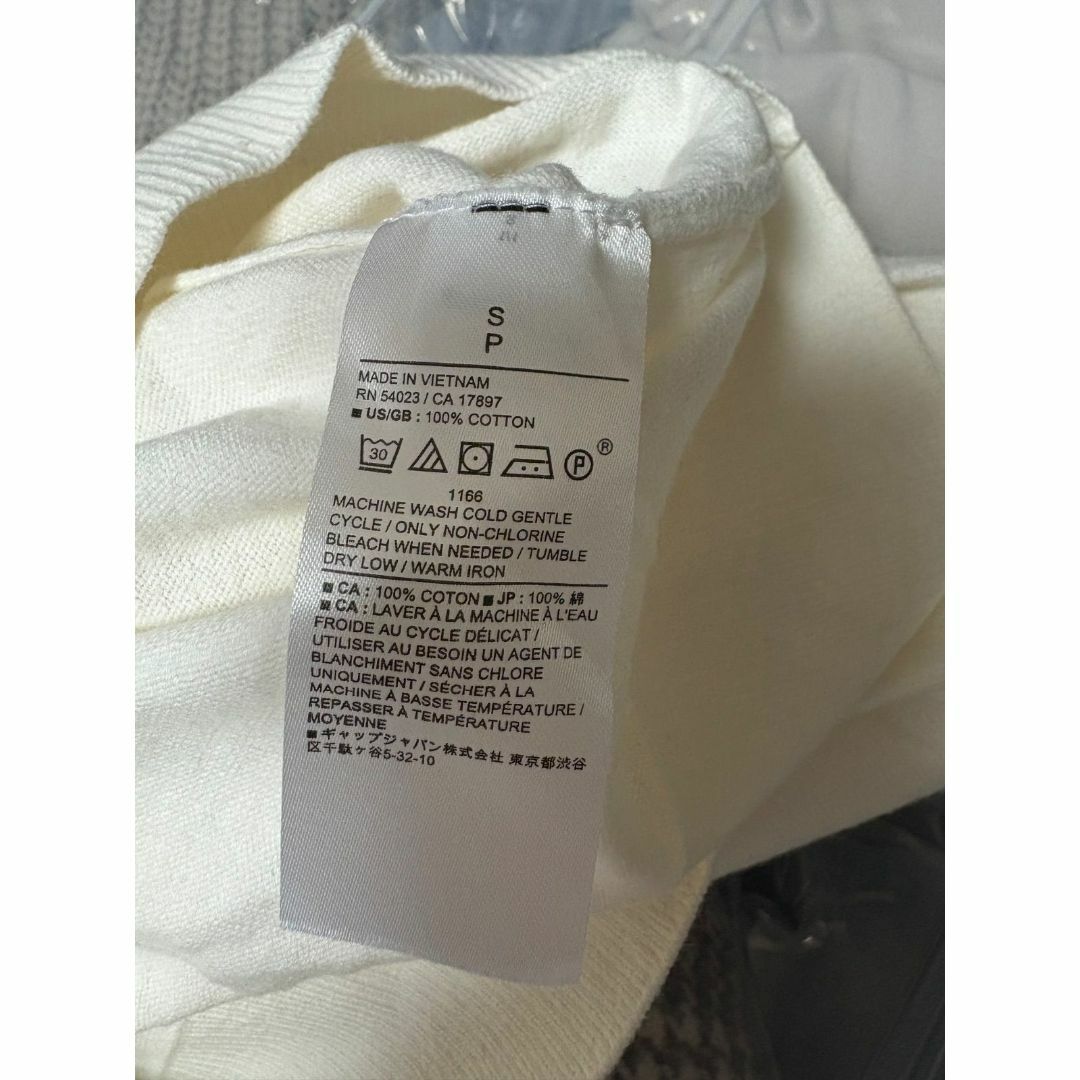 S
P
MADE IN VIETNAM
RN 54023 / CA 17897
■ US/GB : 100% COTTON
30 P ®
1166
MACHINE WASH COLD GENTLE
CYCLE / ONLY NON-CHLORINE
BLEACH WHEN NEEDED / TUMBLE
DRY LOW / WARM IRON
■ CA : 100% COTON ■ JP : 100% 綿
■ CA : LAVER À LA MACHINE À L'EAU
FROIDE AU CYCLE DÉLICAT /
UTILISER AU BESOIN UN AGENT DE
BLANCHIMENT SANS CHLORE
UNIQUEMENT / SÉCHER À LA
MACHINE À BASSE TEMPÉRATURE /
REPASSER À TEMPÉRATURE
MOYENNE
■ ギャップジャパン株式会社 東京都渋谷
区千駄ヶ谷5-32-10